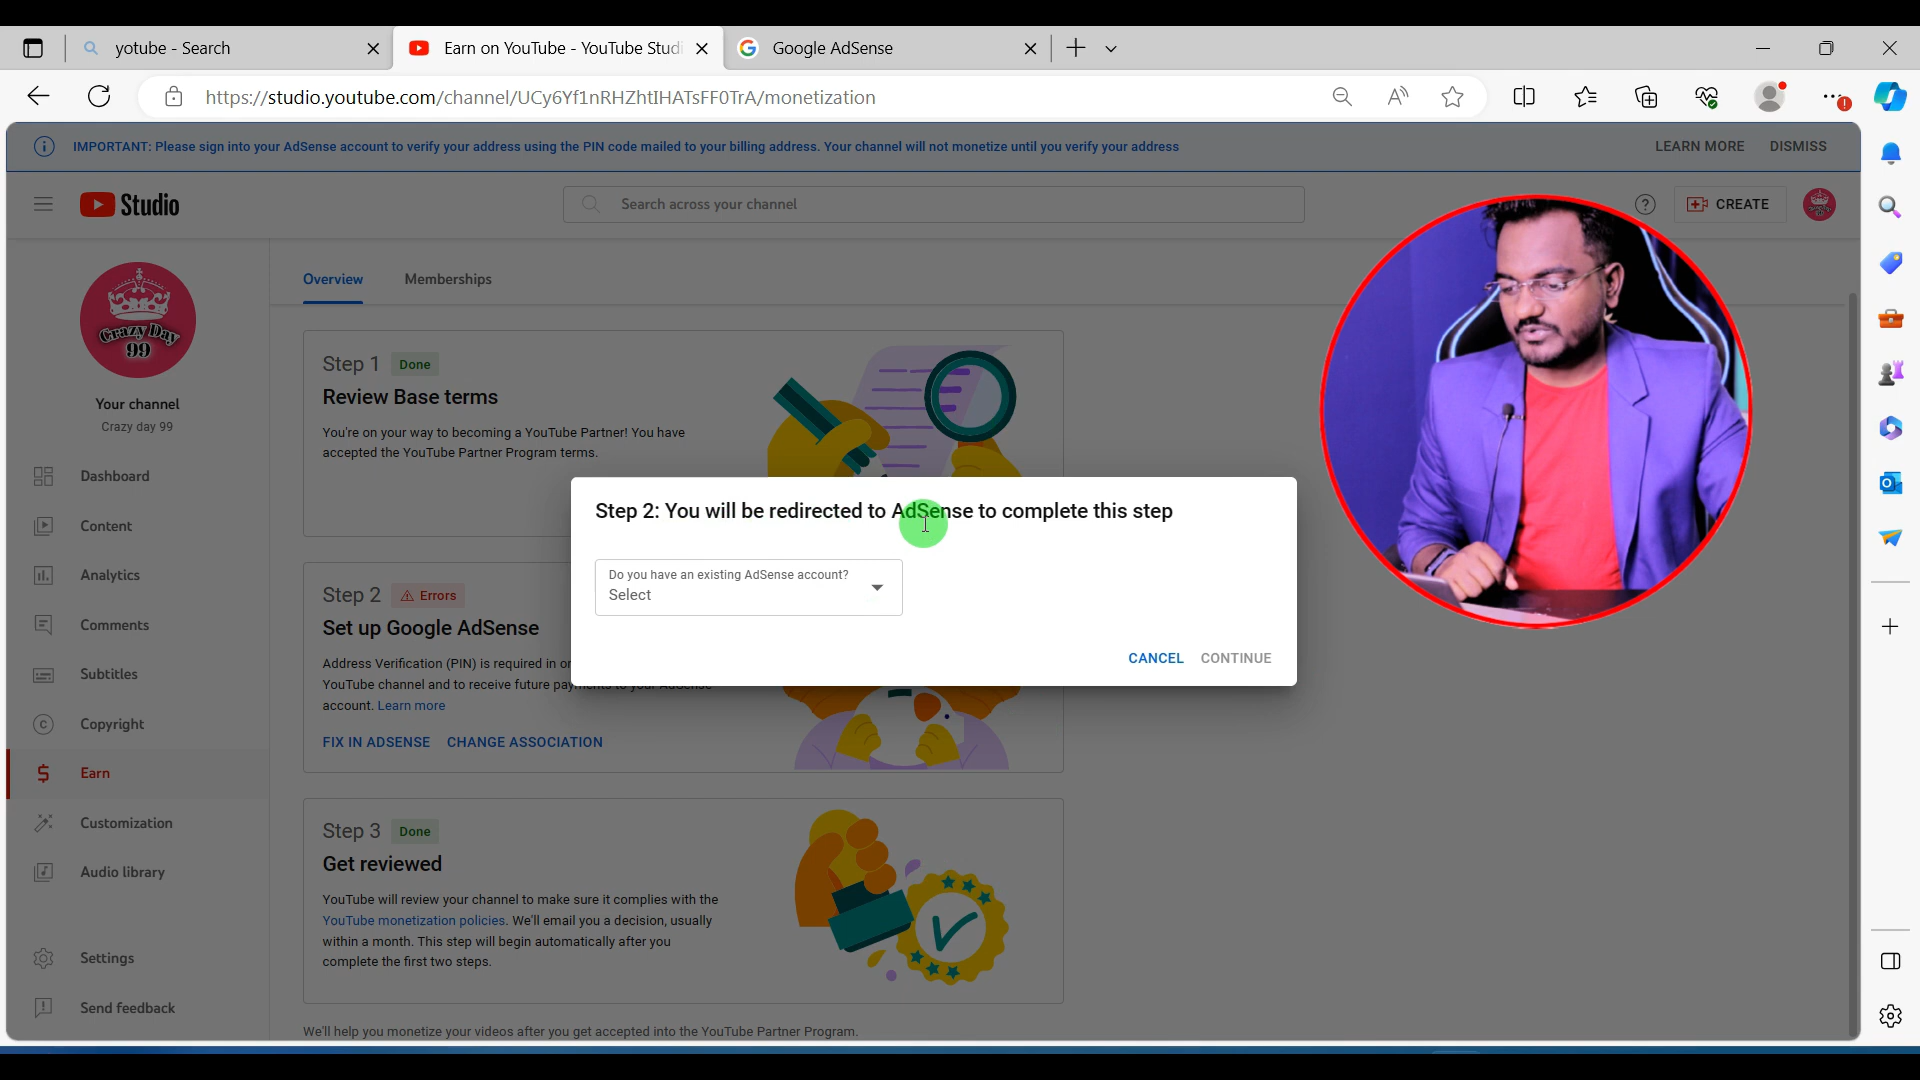 yotube - Search
Earn on YouTube - YouTube Studi
Google AdSense
https://studio.youtube.com/channel/UCy6Yf1nRHZhtIHATsFF0TrA/monetization
IMPORTANT: Please sign into your AdSense account to verify your address using the PIN code mailed to your billing address. Your channel will not monetize until you verify your address
LEARN MORE
DISMISS
Studio
Search across your channel
CREATE
Crazy Day
99
Your channel
Crazy day 99
Dashboard
Content
Analytics
Comments
Subtitles
Copyright
Earn
Customization
Audio library
Settings
Send feedback
Overview
Memberships
Step 1 Done
Review Base terms
You're on your way to becoming a YouTube Partner! You have
accepted the YouTube Partner Program terms.
Step 2: You will be redirected to AdSense to complete this step
Do you have an existing AdSense account?
Select
CANCEL
CONTINUE
Step 2 Errors
Set up Google AdSense
Address Verification (PIN) is required in
YouTube channel and to receive future
account. Learn more
FIX IN ADSENSE
CHANGE ASSOCIATION
Step 3 Done
Get reviewed
YouTube will review your channel to make sure it complies with the
YouTube monetization policies. We'll email you a decision, usually
within a month. This step will begin automatically after you
complete the first two steps.
We'll help you monetize your videos after you get accepted into the YouTube Partner Program.